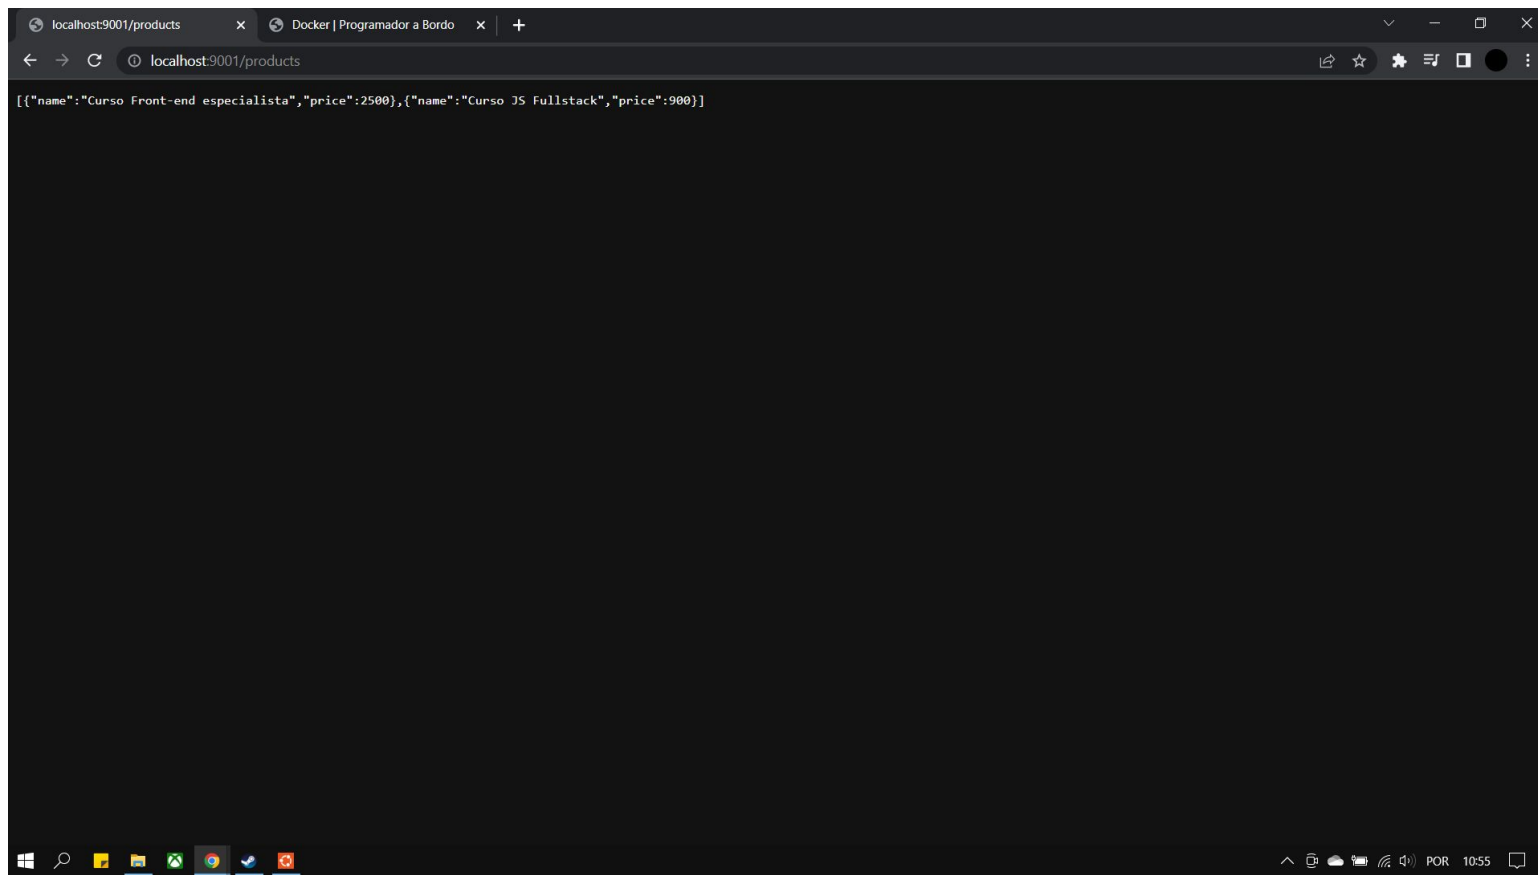 localhost:9001/products
Docker | Programador a Bordo
localhost:9001/products
[{"name":"Curso Front-end especialista","price":2500},{"name":"Curso JS Fullstack","price":900}]
POR 10:55